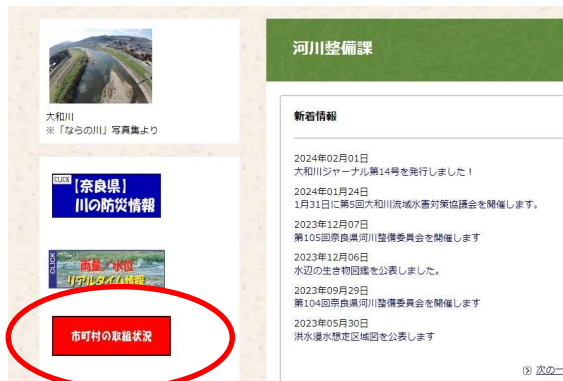 大和川
※「ならの川」写真集より
CLICK
【奈良県】
川の防災情報
CLICK
雨量／水位
リアルタイム情報
市町村の取組状況
河川整備課
新着情報
2024年02月01日
大和川ジャーナル第14号を発行しました！
2024年01月24日
1月31日に第5回大和川流域水害対策協議会を開催します。
2023年12月07日
第105回奈良県河川整備委員会を開催します
2023年12月06日
水辺の生き物図鑑を公表しました。
2023年09月29日
第104回奈良県河川整備委員会を開催します
2023年05月30日
洪水浸水想定区域図を公表します
次の一